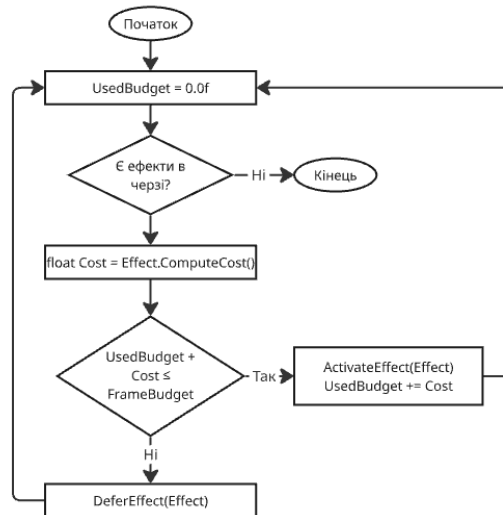 Початок
UsedBudget = 0.0f
Є ефекти в
черзі?
Ні
Кінець
float Cost = Effect.ComputeCost()
UsedBudget +
Cost ≤
FrameBudget
Так
ActivateEffect(Effect)
UsedBudget += Cost
Ні
DeferEffect(Effect)